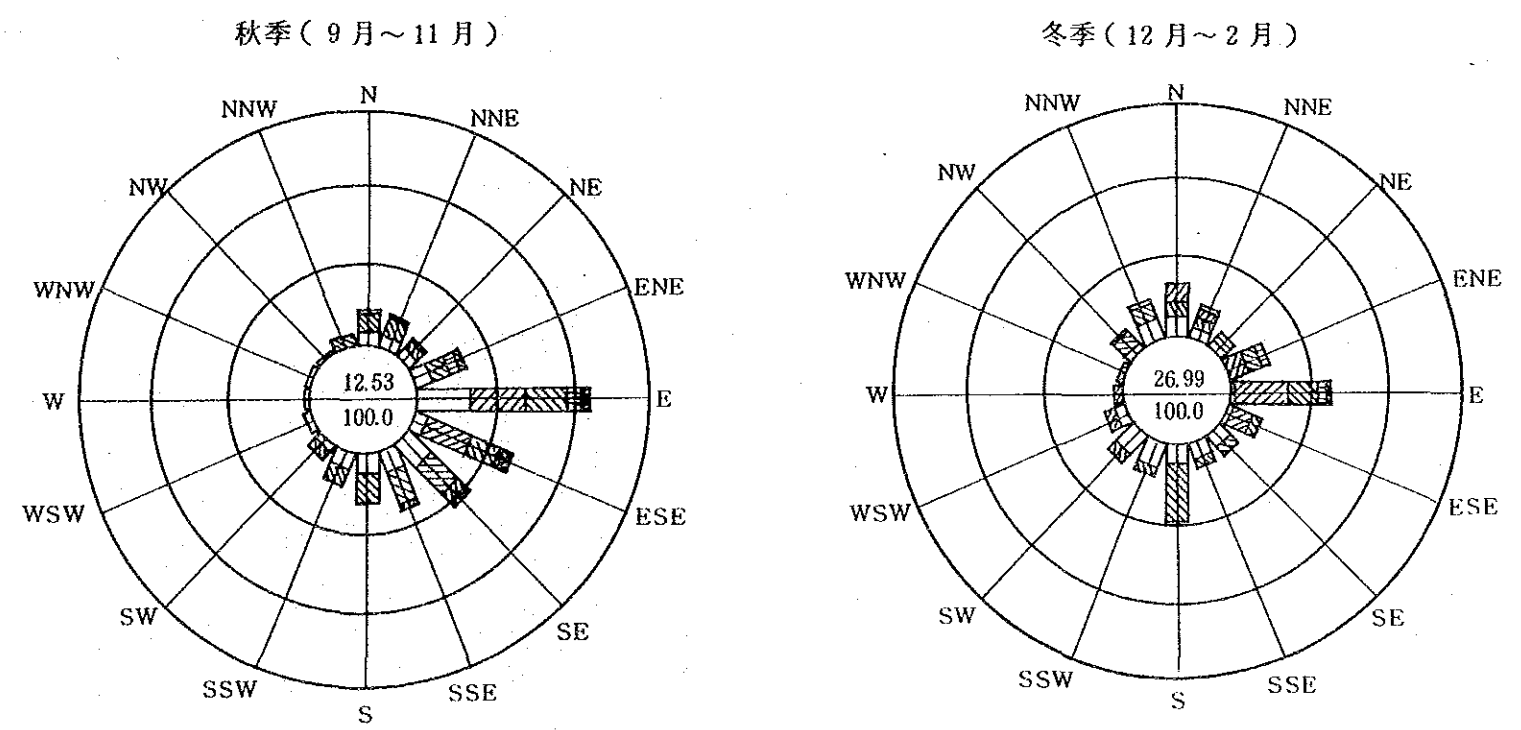 秋季(9月～11月)
N
NNE
NE
ENE
E
ESE
SE
SSE
S
SSW
SW
WSW
W
WNW
NW
NNW
12.53
100.0
冬季(12月～2月)
N
NNE
NE
ENE
E
ESE
SE
SSE
S
SSW
SW
WSW
W
WNW
NW
NNW
26.99
100.0